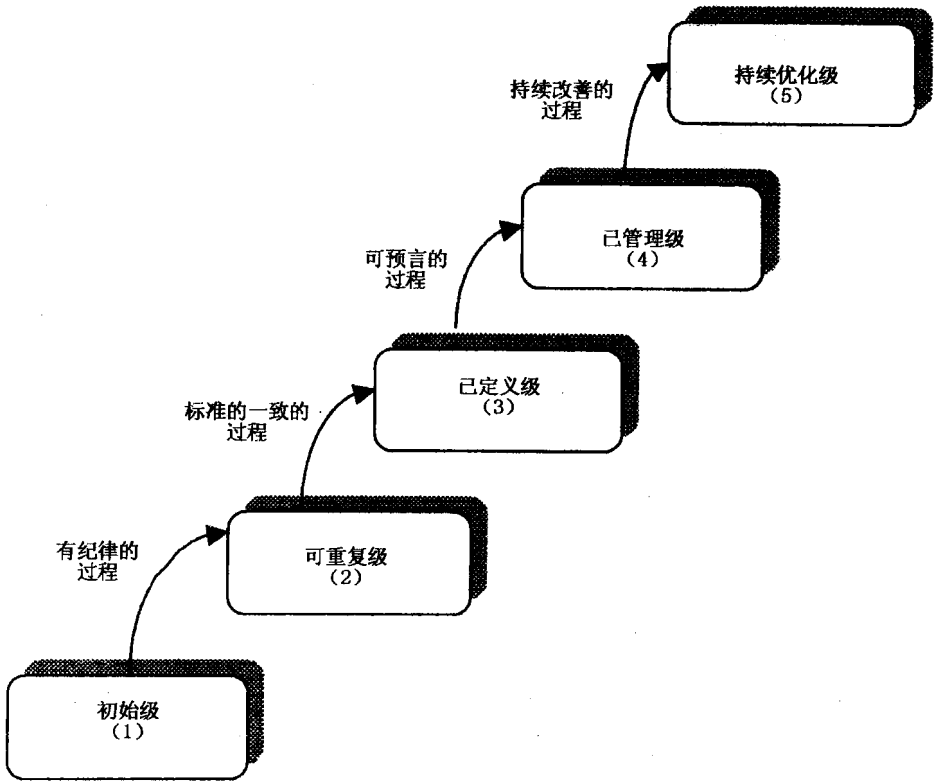 持续优化级
（5）
持续改善的
过程
已管理级
（4）
可预言的
过程
已定义级
（3）
标准的一致的
过程
可重复级
（2）
有纪律的
过程
初始级
（1）